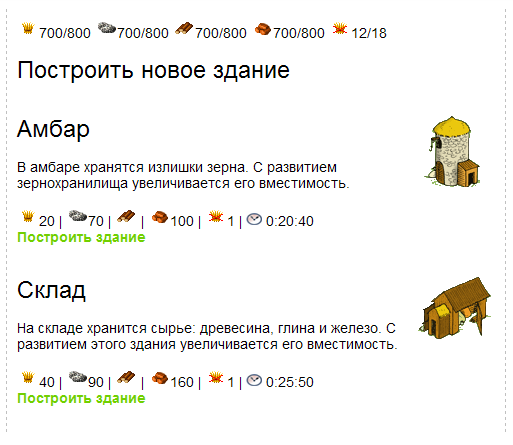 700/800 700/800 700/800 700/800 12/18
Построить новое здание
Амбар
В амбаре хранятся излишки зерна. С развитием
зернохранилища увеличивается его вместимость.
20 | 70 | | 100 | 1 | 0:20:40
Построить здание
Склад
На складе хранится сырье: древесина, глина и железо. С
развитием этого здания увеличивается его вместимость.
40 | 90 | | 160 | 1 | 0:25:50
Построить здание